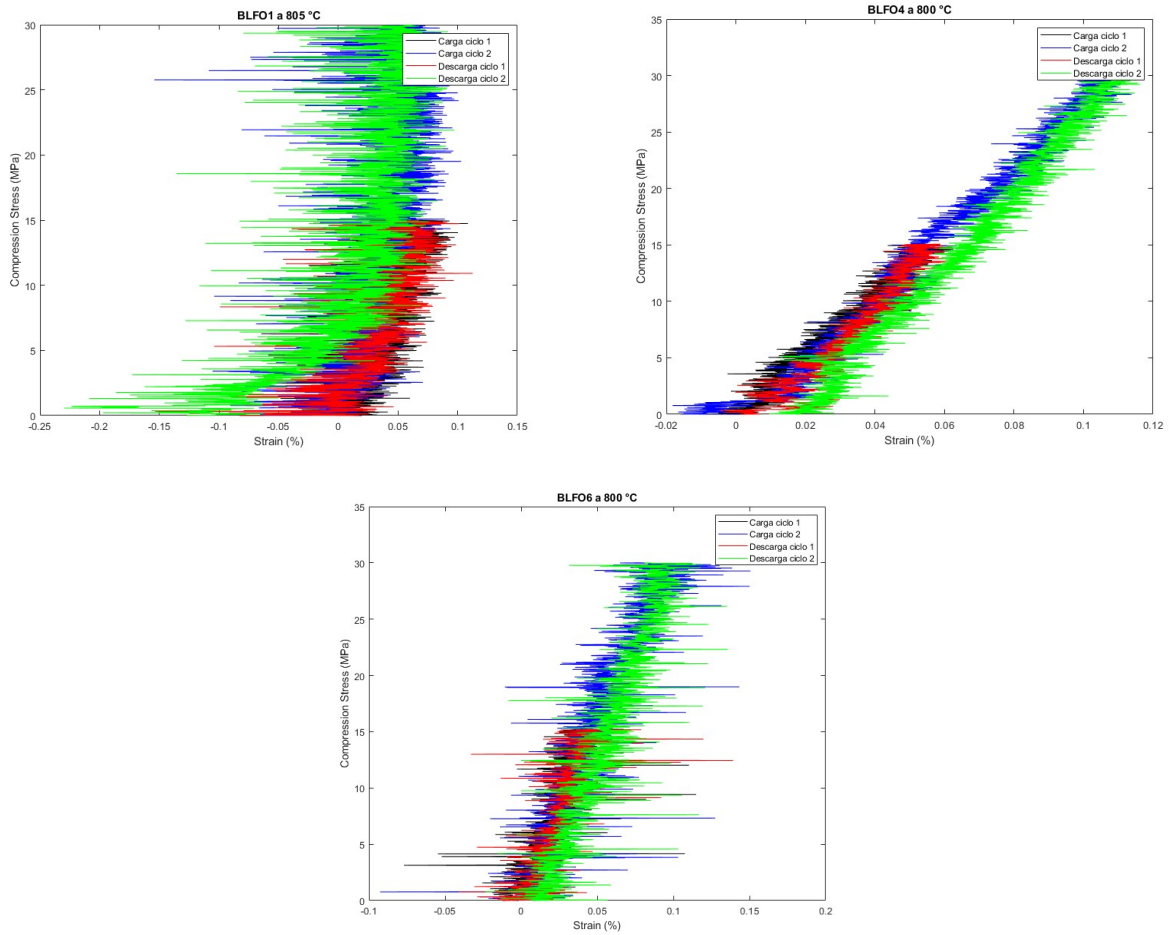 BLFO1 a 805 °C
Compression Stress (MPa)
30
25
20
15
10
5
0
Carga ciclo 1
Carga ciclo 2
Descarga ciclo 1
Descarga ciclo 2
-0.25 -0.2 -0.15 -0.1 -0.05 0 0.05 0.1 0.15
Strain (%)
BLFO4 a 800 °C
Compression Stress (MPa)
35
30
25
20
15
10
5
0
Carga ciclo 1
Carga ciclo 2
Descarga ciclo 1
Descarga ciclo 2
-0.02 0 0.02 0.04 0.06 0.08 0.1 0.12
Strain (%)
BLFO6 a 800 °C
Compression Stress (MPa)
35
30
25
20
15
10
5
0
Carga ciclo 1
Carga ciclo 2
Descarga ciclo 1
Descarga ciclo 2
-0.1 -0.05 0 0.05 0.1 0.15 0.2
Strain (%)